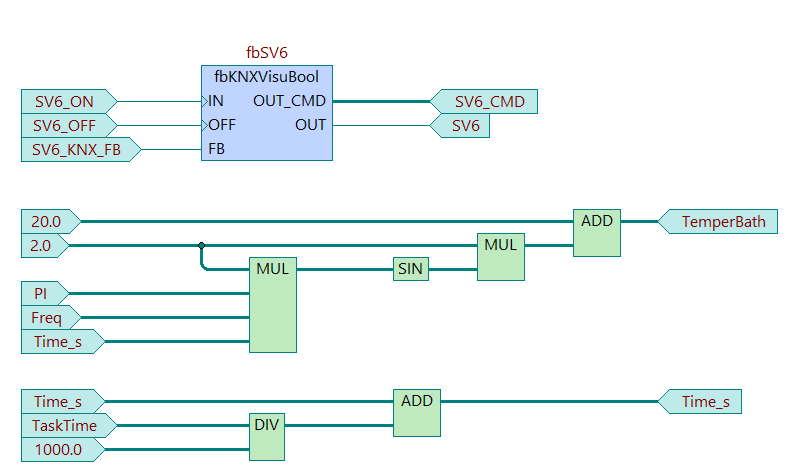 fbSV6
fbKNXVisuBool
SV6_ON IN OUT_CMD SV6_CMD
SV6_OFF OFF OUT SV6
SV6_KNX_FB FB
20.0 ADD TemperBath
2.0 MUL
MUL SIN
PI
Freq
Time_s
Time_s ADD Time_s
TaskTime DIV
1000.0